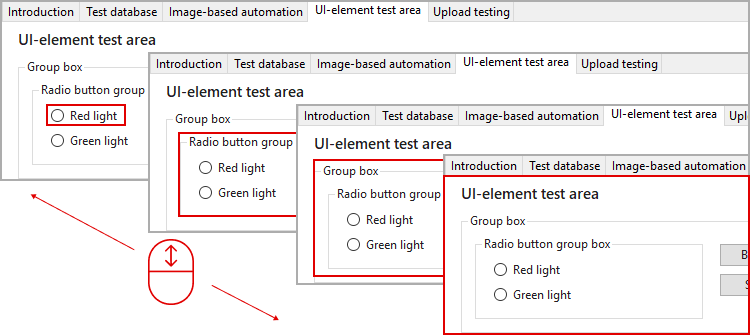 Introduction Test database Image-based automation UI-element test area Upload testing
UI-element test area
Group box
Radio button group
Red light
Green light
Introduction Test database Image-based automation UI-element test area Upload testing
UI-element test area
Group box
Radio button group
Red light
Green light
Introduction Test database Image-based automation UI-element test area
UI-element test area
Group box
Radio button group
Red light
Green light
Introduction Test database Image-based automation
UI-element test area
Group box
Radio button group box
Red light
Green light